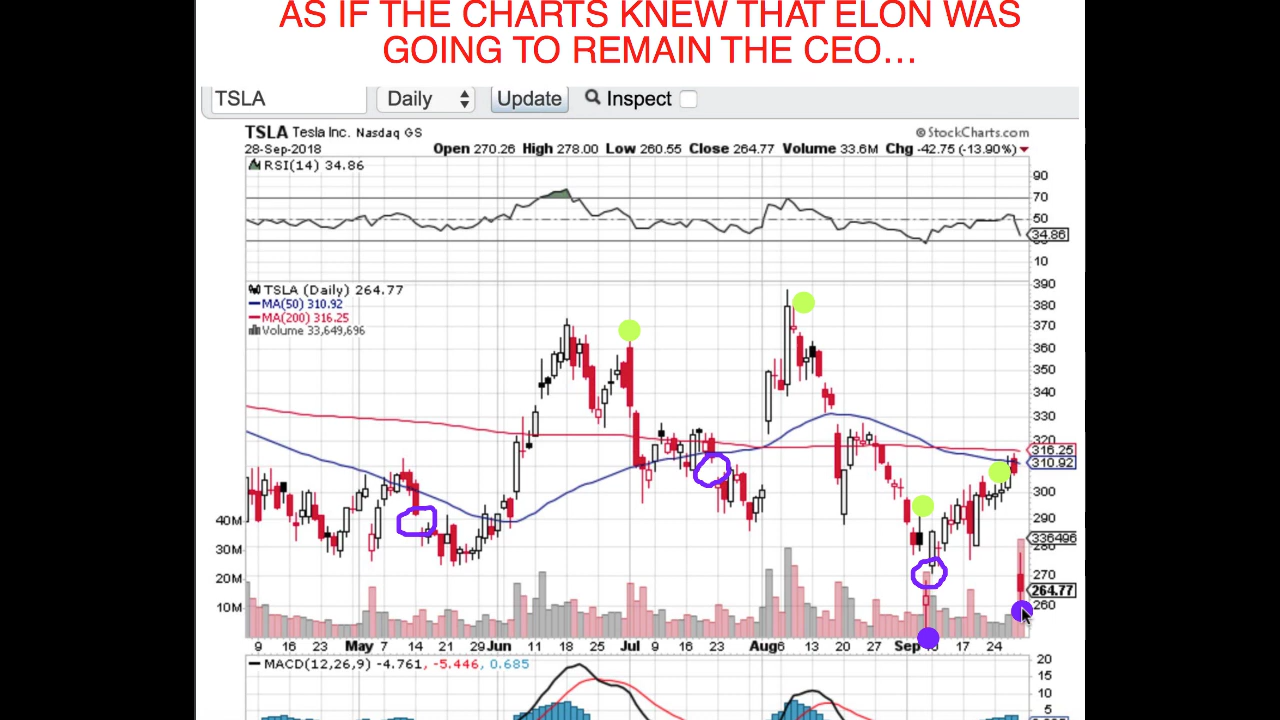 AS IF THE CHARTS KNEW THAT ELON WAS
GOING TO REMAIN THE CEO...
TSLA Daily Update Inspect
TSLA Tesla Inc. Nasdaq GS © StockCharts.com
28-Sep-2018 Open 270.26 High 278.00 Low 260.55 Close 264.77 Volume 33.6M Chg -42.75 (-13.90%)
RSI(14) 34.86
90
70
50
34.86
10
TSLA (Daily) 264.77
MA(50) 310.92
MA(200) 316.25
Volume 33,649,696
390
380
370
360
350
340
330
320
316.25
310.92
300
290
336496
280
270
264.77
260
40M
30M
20M
10M
9 16 23 May 7 14 21 29 Jun 11 18 25 Jul 9 16 23 Aug 6 13 20 27 Sep 17 24
MACD(12,26,9) -4.761, -5.446, 0.685
20
15
10
5